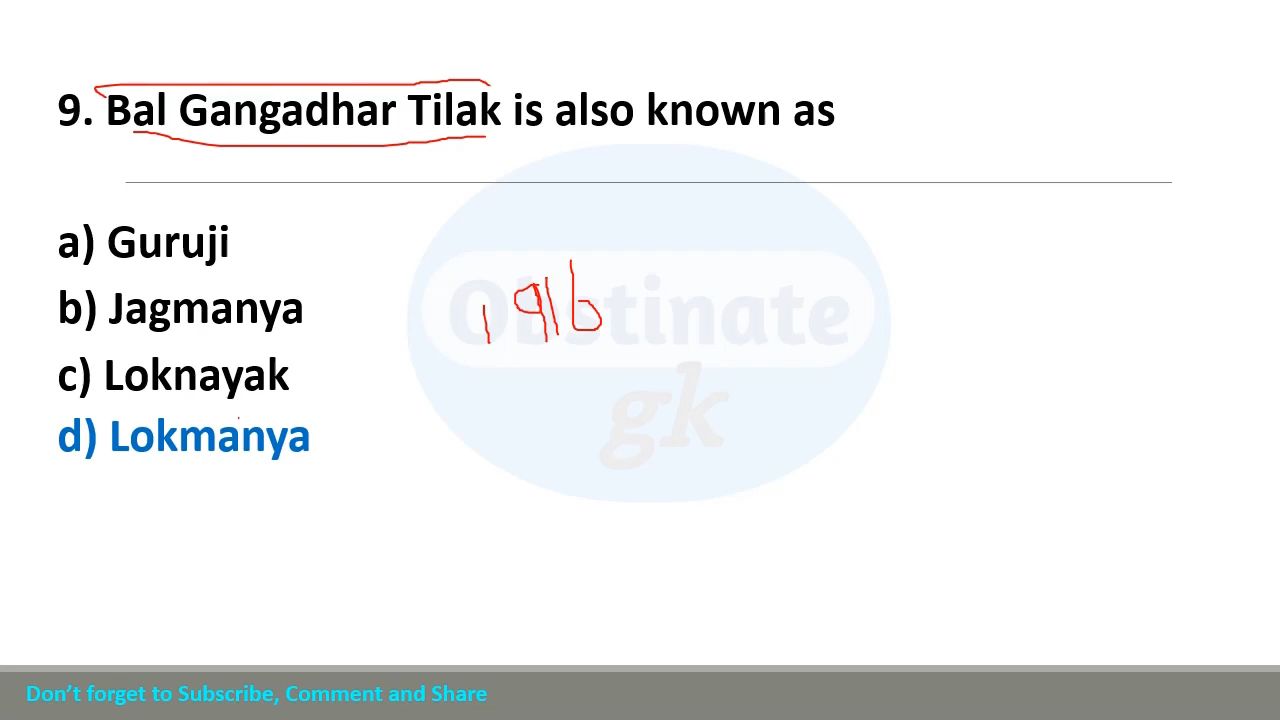 9. Bal Gangadhar Tilak is also known as
a) Guruji
b) Jagmanya
c) Loknayak
d) Lokmanya
1916
Obstinate
gk
Don't forget to Subscribe, Comment and Share